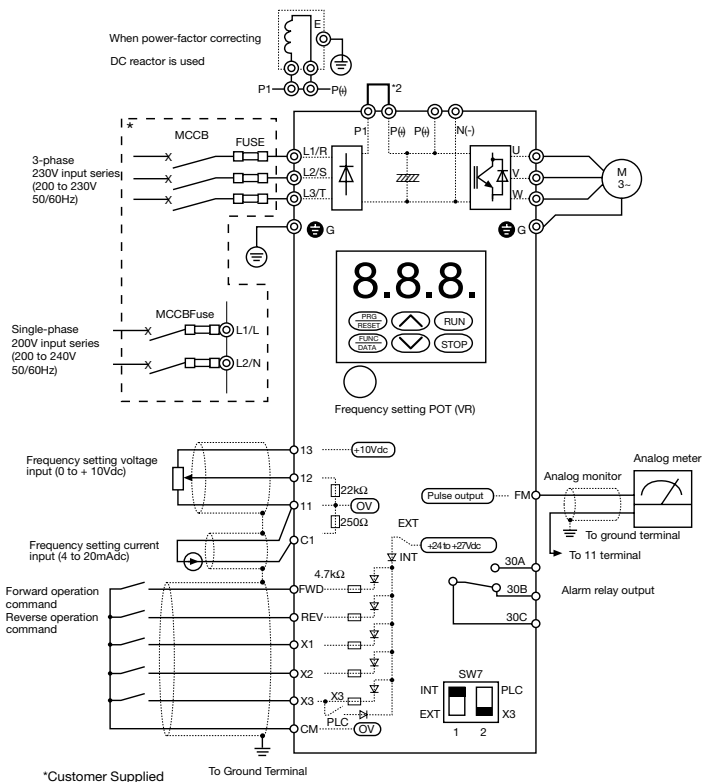 When power-factor correcting
DC reactor is used
E
P1
P(+)
*2
*
MCCB
FUSE
P1
P(+)
P(+)
N(-)
3-phase
230V input series
(200 to 230V
50/60Hz)
L1/R
L2/S
L3/T
U
V
W
M
3~
G
G
8.8.8.
PRG
RESET
RUN
FUNC
DATA
STOP
MCCBFuse
Single-phase
200V input series
(200 to 240V
50/60Hz)
L1/L
L2/N
Frequency setting POT (VR)
Frequency setting voltage
input (0 to + 10Vdc)
13
+10Vdc
12
22kΩ
11
OV
250Ω
C1
Frequency setting current
input (4 to 20mAdc)
Pulse output
FM
Analog monitor
Analog meter
To ground terminal
To 11 terminal
EXT
+24 to +27Vdc
INT
30A
30B
30C
Alarm relay output
Forward operation
command
Reverse operation
command
4.7kΩ
FWD
REV
X1
X2
X3
X3
PLC
CM
OV
SW7
INT
PLC
EXT
X3
1
2
*Customer Supplied
To Ground Terminal